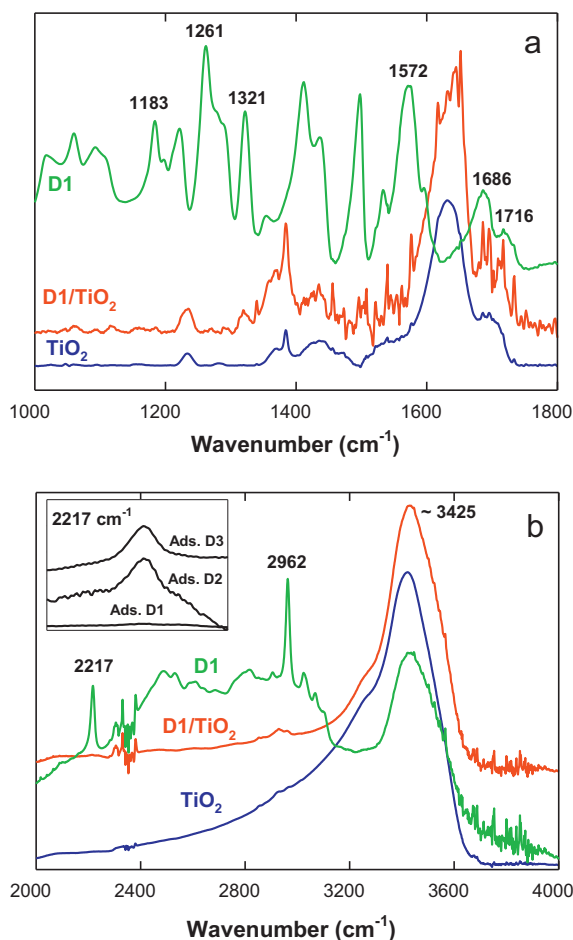 a
1261
1183
1321
1572
1686
1716
D1
D1/TiO₂
TiO₂
1000 1200 1400 1600 1800
Wavenumber (cm⁻¹)
b
2217 cm⁻¹
Ads. D3
Ads. D2
Ads. D1
~ 3425
2962
2217
D1
D1/TiO₂
TiO₂
2000 2400 2800 3200 3600 4000
Wavenumber (cm⁻¹)